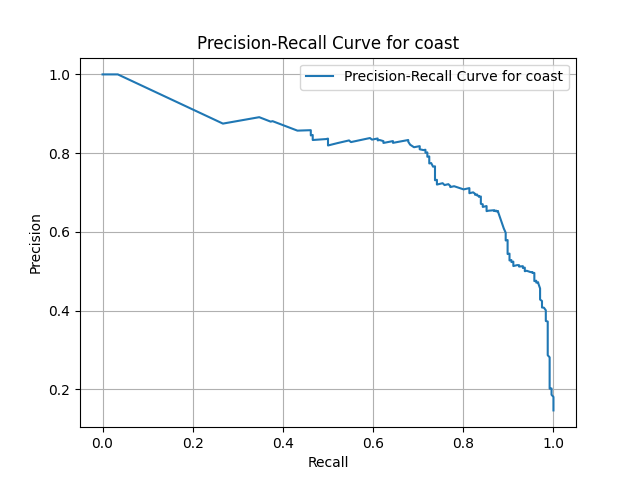 Precision-Recall Curve for coast
Precision-Recall Curve for coast
1.0
0.8
0.6
0.4
0.2
Precision
0.0 0.2 0.4 0.6 0.8 1.0
Recall